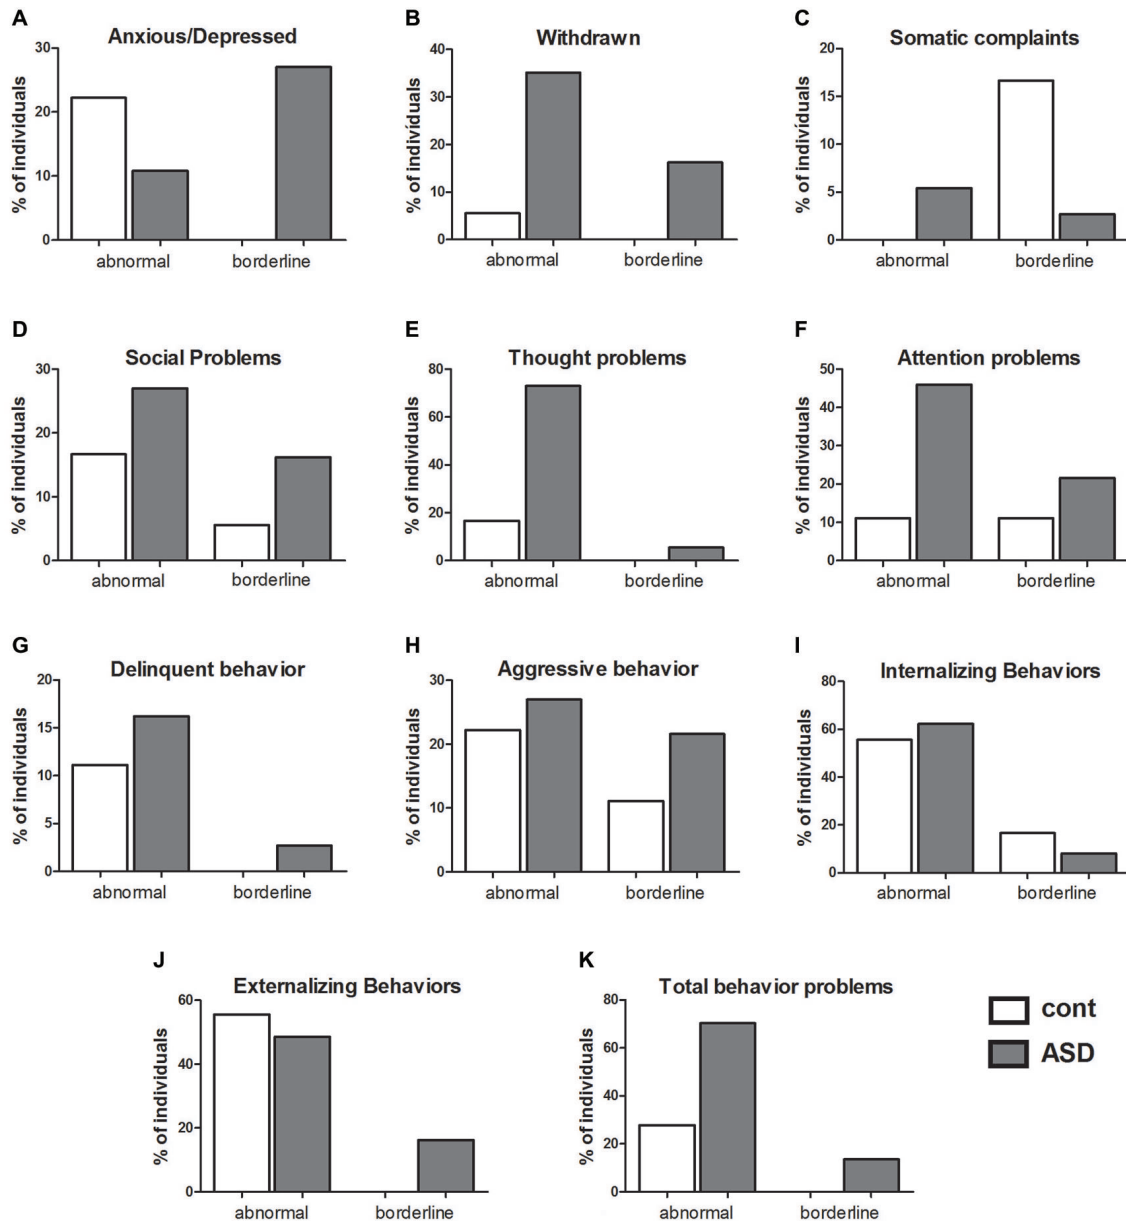 A
Anxious/Depressed
% of individuals
30
20
10
0
abnormal borderline
B
Withdrawn
% of individuals
40
30
20
10
0
abnormal borderline
C
Somatic complaints
% of individuals
20
15
10
5
0
abnormal borderline
D
Social Problems
% of individuals
30
20
10
0
abnormal borderline
E
Thought problems
% of individuals
80
60
40
20
0
abnormal borderline
F
Attention problems
% of individuals
50
40
30
20
10
0
abnormal borderline
G
Delinquent behavior
% of individuals
20
15
10
5
0
abnormal borderline
H
Aggressive behavior
% of individuals
30
20
10
0
abnormal borderline
I
Internalizing Behaviors
% of individuals
80
60
40
20
0
abnormal borderline
J
Externalizing Behaviors
% of individuals
60
40
20
0
abnormal borderline
K
Total behavior problems
% of individuals
80
60
40
20
0
abnormal borderline
cont
ASD